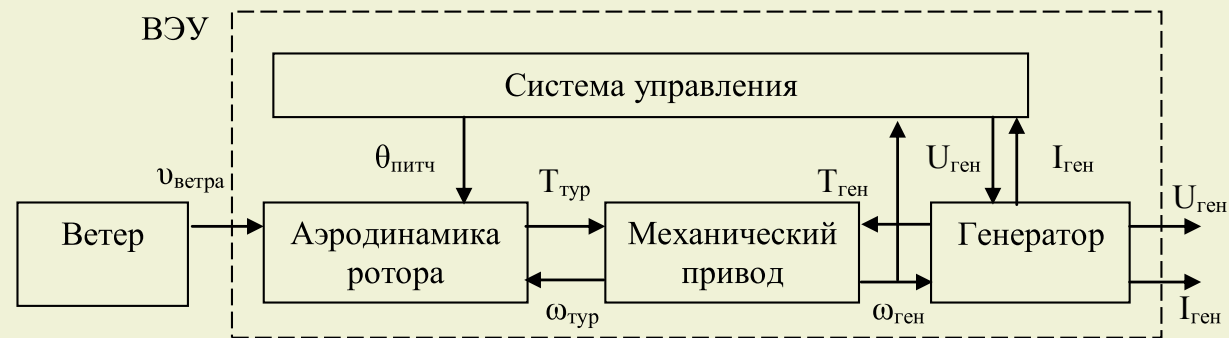 ВЭУ
Система управления
θпитч
Uген
Iген
υветра
Tтур
Tген
Uген
Ветер
Аэродинамика
ротора
Механический
привод
Генератор
ωтур
ωген
Iген